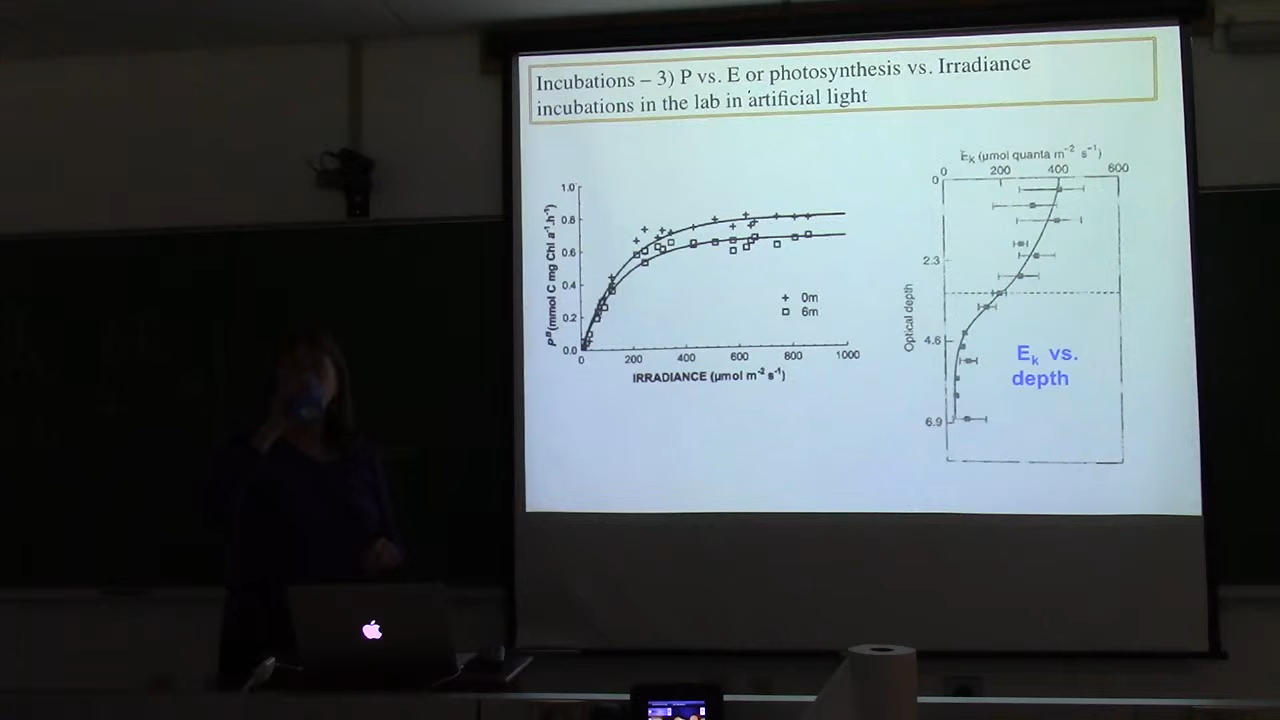 Incubations – 3) P vs. E or photosynthesis vs. Irradiance
incubations in the lab in artificial light
1.0
0.8
0.6
0.4
0.2
0.0
P^B (mmol C mg Chl a⁻¹.h⁻¹)
0 200 400 600 800 1000
IRRADIANCE (µmol m⁻² s⁻¹)
+ 0m
□ 6m
E_K (µmol quanta m⁻² s⁻¹)
0 200 400 600
0
2.3
4.6
6.9
Optical depth
E_k vs.
depth